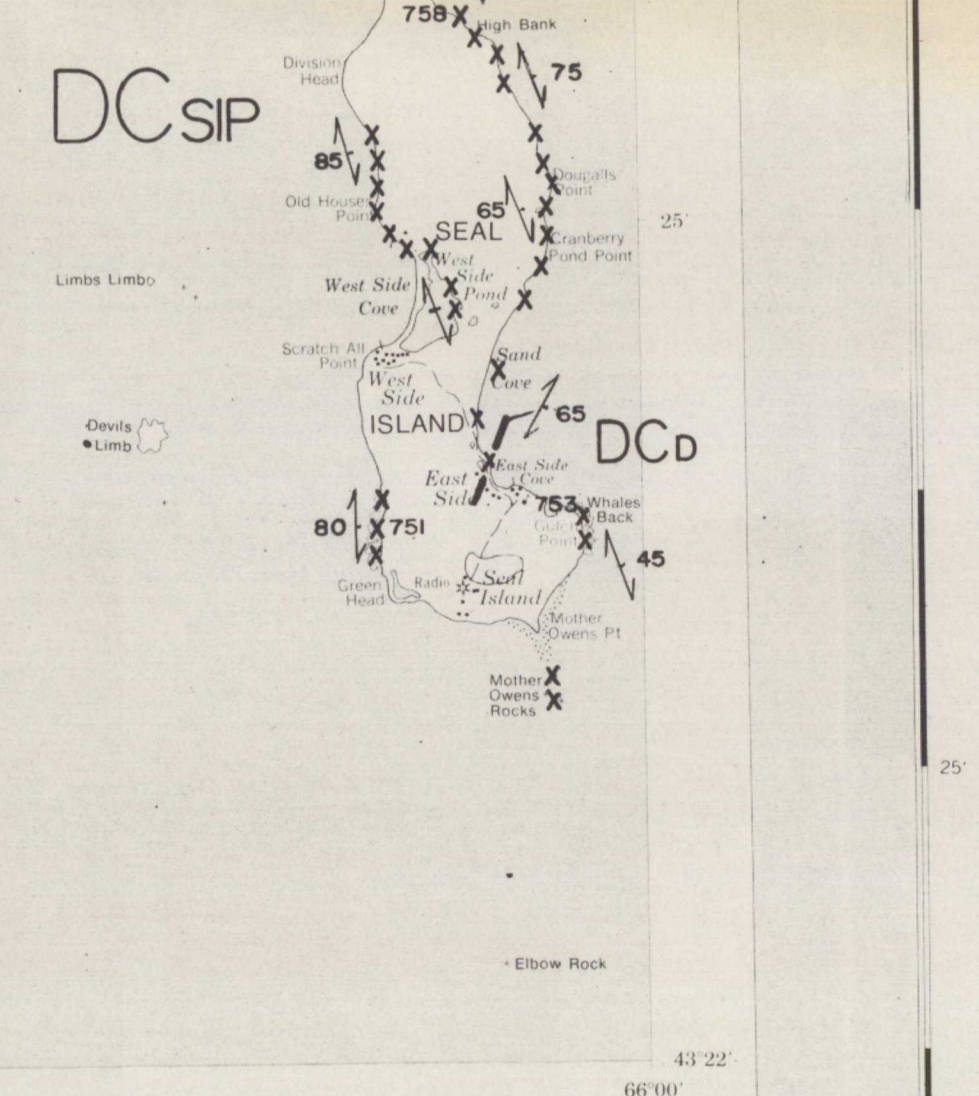 758
High Bank
Division
Head
75
DCSIP
85
Dougalls
Point
Old House
Point
65
25'
SEAL
Cranberry
Pond Point
West
Side
Pond
Limbs Limbo
West Side
Cove
Scratch All
Point
Sand
Cove
West
Side
65
ISLAND
DCD
Devils
Limb
East Side
Cove
East
Side
753
Whales
Back
80
751
Gulch
Point
45
Green
Head
Radio
Seal
Island
Mother
Owens Pt
Mother
Owens
Rocks
25'
Elbow Rock
43°22'
66°00'